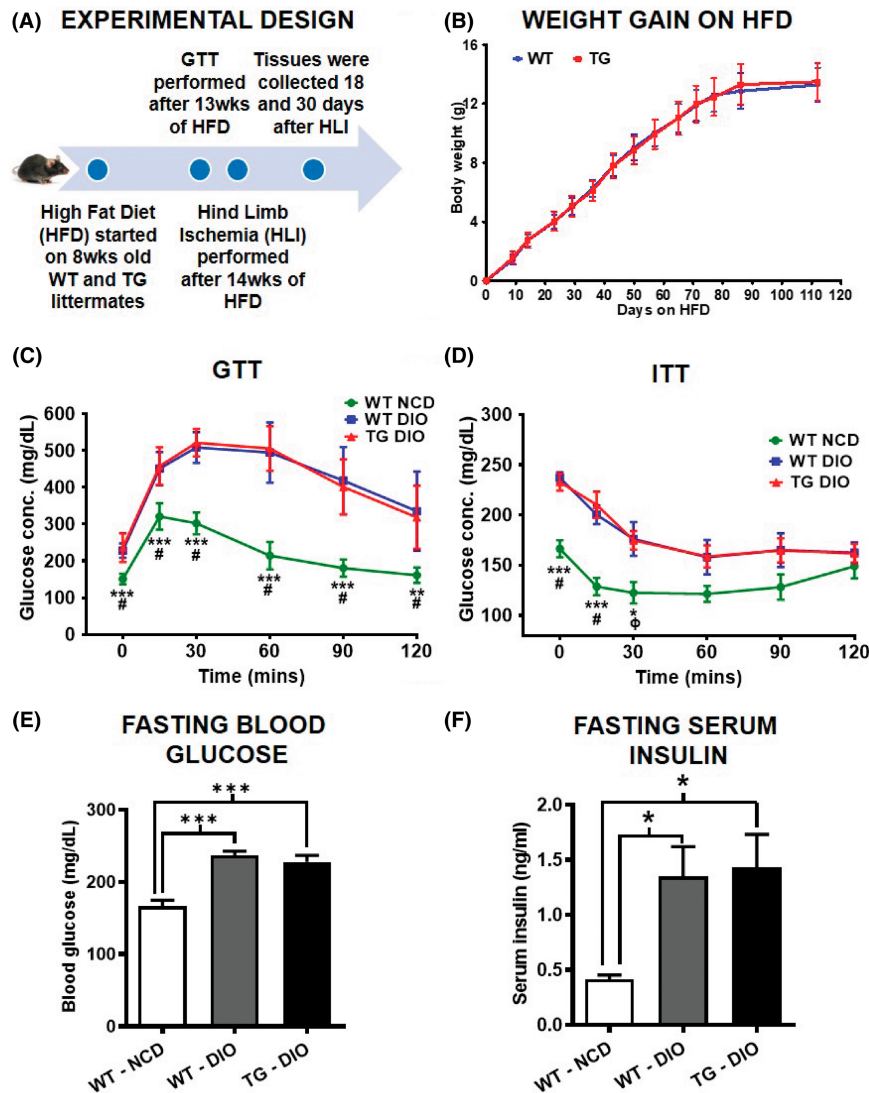 (A) EXPERIMENTAL DESIGN
GTT
performed
after 13wks
of HFD
Tissues were
collected 18
and 30 days
after HLI
High Fat Diet
(HFD) started
on 8wks old
WT and TG
littermates
Hind Limb
Ischemia (HLI)
performed
after 14wks of
HFD
(B) WEIGHT GAIN ON HFD
WT TG
Body weight (g)
16
12
8
4
0
0 10 20 30 40 50 60 70 80 90 100 110 120
Days on HFD
(C)
GTT
WT NCD
WT DIO
TG DIO
Glucose conc. (mg/dL)
600
500
400
300
200
100
0
***
#
***
#
***
#
***
#
***
#
**
#
0 30 60 90 120
Time (mins)
(D)
ITT
WT NCD
WT DIO
TG DIO
Glucose conc. (mg/dL)
300
250
200
150
100
50
***
#
***
#
*
ϕ
0 30 60 90 120
Time (mins)
(E) FASTING BLOOD
GLUCOSE
Blood glucose (mg/dL)
300
200
100
0
***
***
WT - NCD
WT - DIO
TG - DIO
(F) FASTING SERUM
INSULIN
Serum insulin (ng/ml)
2.0
1.5
1.0
0.5
0.0
*
*
WT - NCD
WT - DIO
TG - DIO